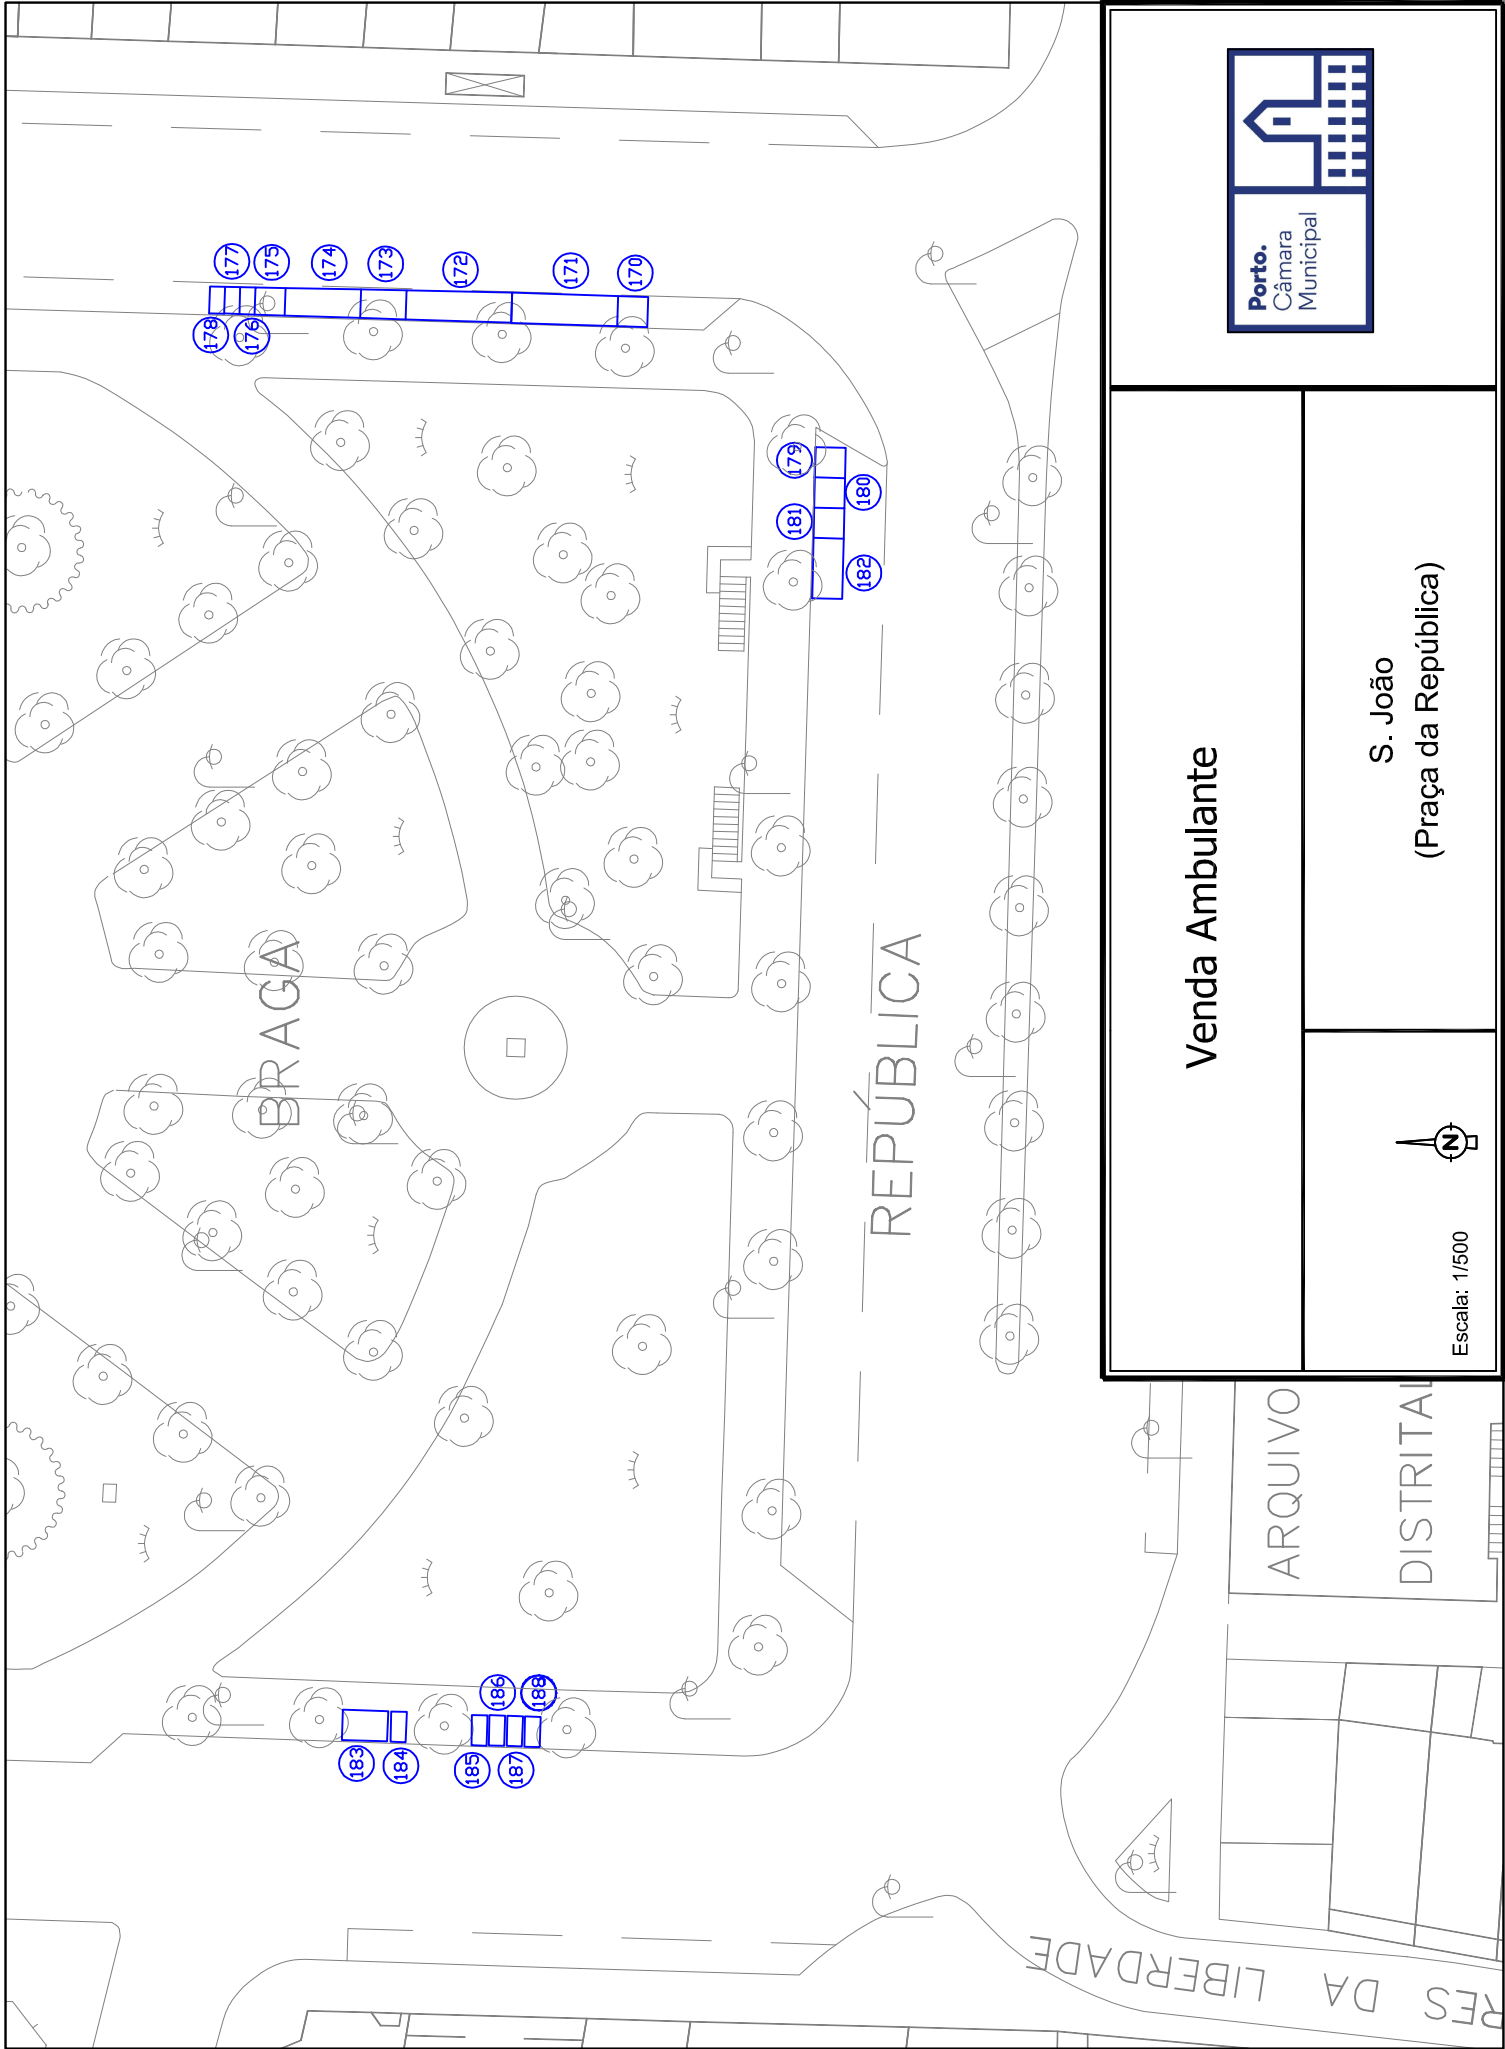 177
175
174
173
172
171
170
178
176
179
181
180
182
BRAGA
REPÚBLICA
186
188
183
184
185
187
ARQUIVO
DISTRITAL
RES DA LIBERDADE
Porto.
Câmara
Municipal
Venda Ambulante
S. João
(Praça da República)
N
Escala: 1/500